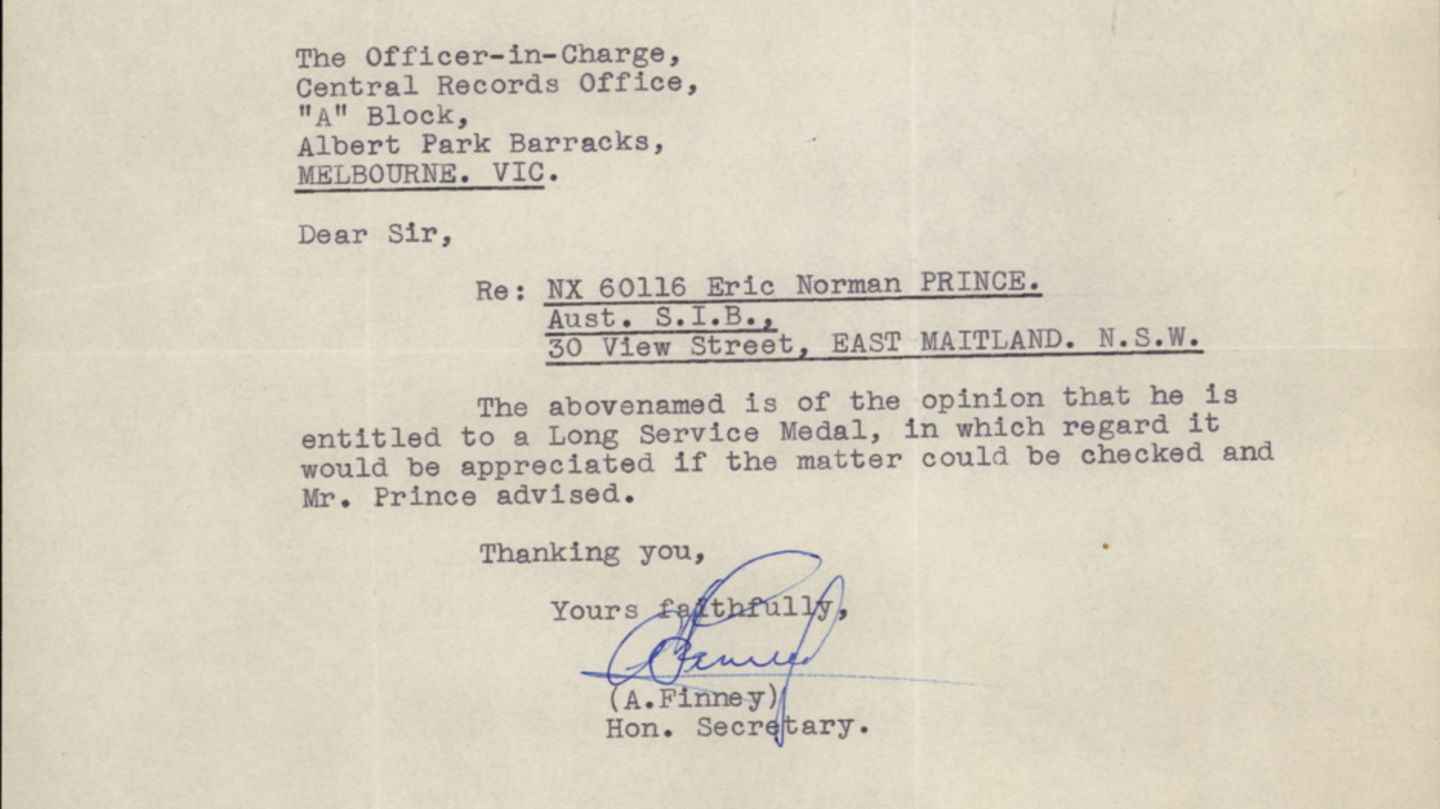 The Officer-in-Charge,
Central Records Office,
"A" Block,
Albert Park Barracks,
MELBOURNE. VIC.
Dear Sir,
Re: NX 60116 Eric Norman PRINCE.
Aust. S.I.B.,
30 View Street, EAST MAITLAND. N.S.W.
The abovenamed is of the opinion that he is
entitled to a Long Service Medal, in which regard it
would be appreciated if the matter could be checked and
Mr. Prince advised.
Thanking you,
Yours faithfully,
(A.Finney)
Hon. Secretary.